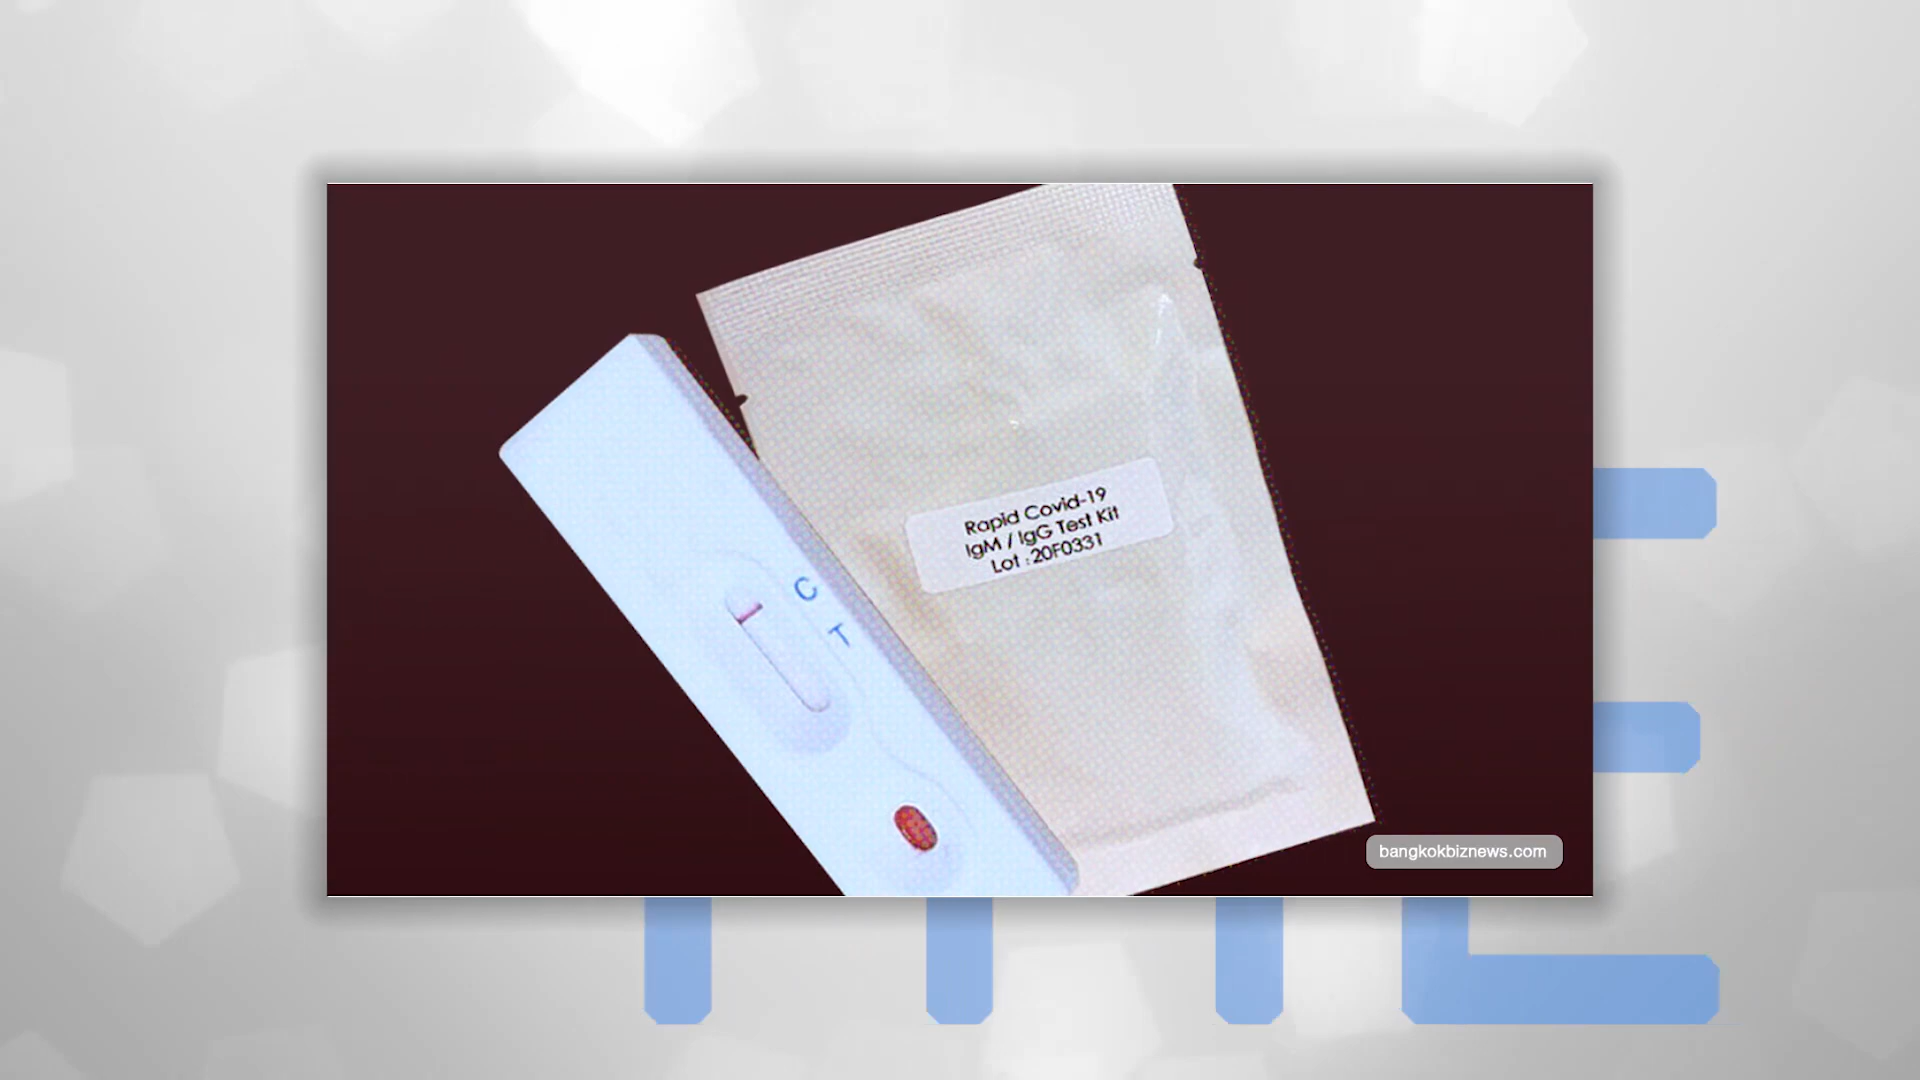 Rapid Covid-19
IgM / IgG Test Kit
Lot : 20F0331
C
T
bangkokbiznews.com